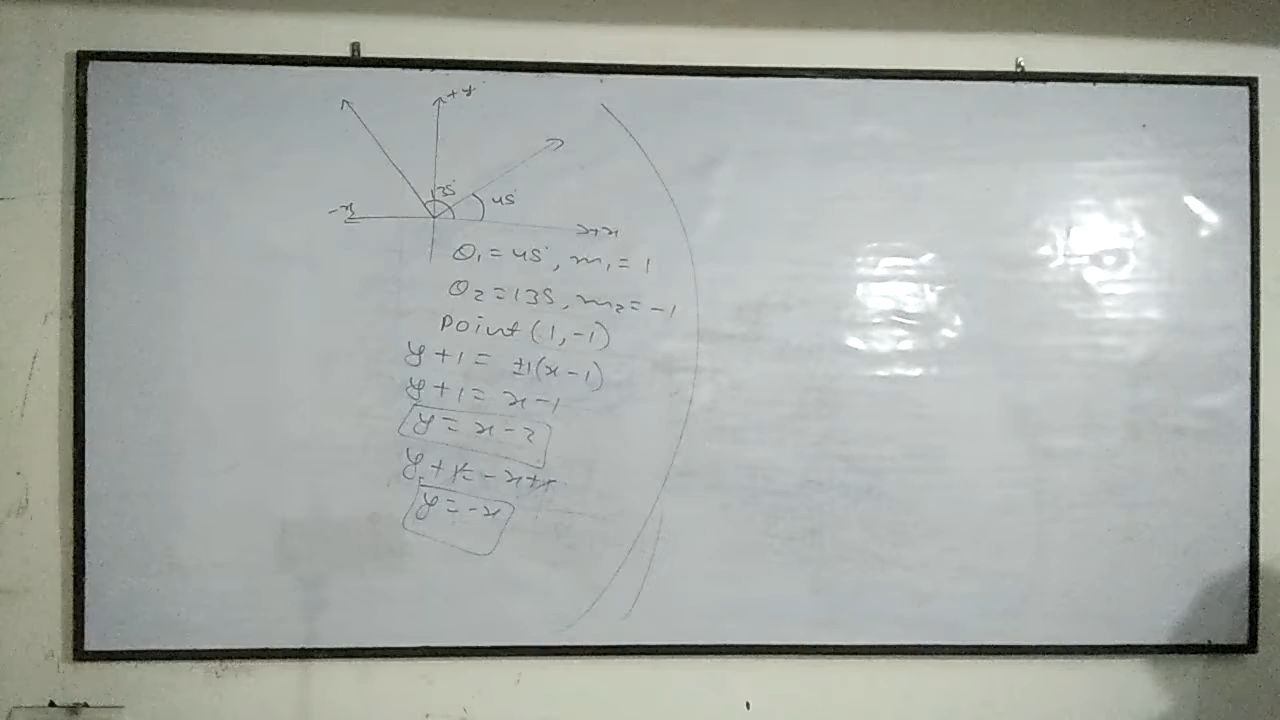 +y
135°
45°
-x
+x
θ₁ = 45°, m₁ = 1
θ₂ = 135, m₂ = -1
Point (1, -1)
y + 1 = ±1(x - 1)
y + 1 = x - 1
y = x - 2
y + 1 = -x + 1
y = -x